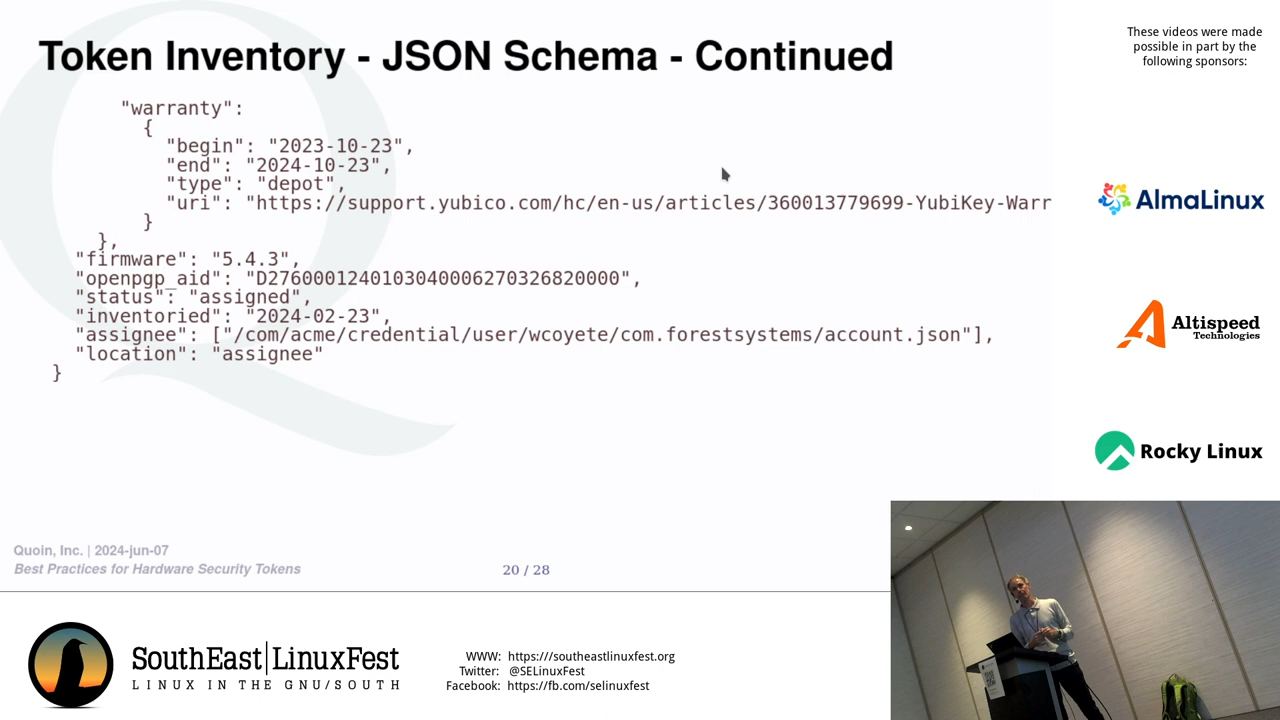 Token Inventory - JSON Schema - Continued
"warranty":
{
"begin": "2023-10-23",
"end": "2024-10-23",
"type": "depot",
"uri": "https://support.yubico.com/hc/en-us/articles/360013779699-YubiKey-Warr
}
},
"firmware": "5.4.3",
"openpgp_aid": "D2760001240103040006270326820000",
"status": "assigned",
"inventoried": "2024-02-23",
"assignee": ["/com/acme/credential/user/wcoyete/com.forestsystems/account.json"],
"location": "assignee"
}
Quoin, Inc. | 2024-jun-07
Best Practices for Hardware Security Tokens
20 / 28
These videos were made
possible in part by the
following sponsors:
AlmaLinux
Altispeed
Technologies
Rocky Linux
SouthEast|LinuxFest
LINUX IN THE GNU/SOUTH
WWW: https:///southeastlinuxfest.org
Twitter: @SELinuxFest
Facebook: https://fb.com/selinuxfest